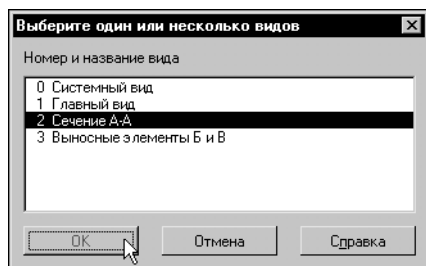 Выберите один или несколько видов
Номер и название вида
0 Системный вид
1 Главный вид
2 Сечение А-А
3 Выносные элементы Б и В
OK Отмена Справка